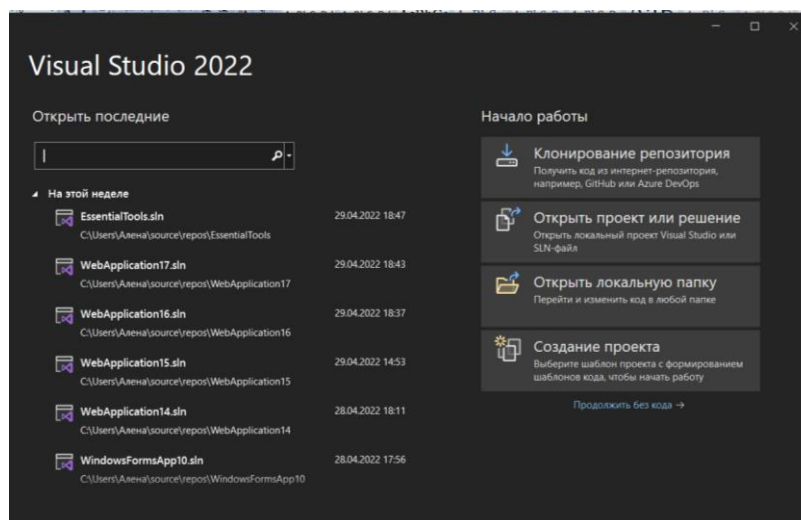 Visual Studio 2022
Открыть последние
На этой неделе
EssentialTools.sln 29.04.2022 18:47
C:\Users\Алена\source\repos\EssentialTools
WebApplication17.sln 29.04.2022 18:43
C:\Users\Алена\source\repos\WebApplication17
WebApplication16.sln 29.04.2022 18:37
C:\Users\Алена\source\repos\WebApplication16
WebApplication15.sln 29.04.2022 14:53
C:\Users\Алена\source\repos\WebApplication15
WebApplication14.sln 28.04.2022 18:11
C:\Users\Алена\source\repos\WebApplication14
WindowsFormsApp10.sln 28.04.2022 17:56
C:\Users\Алена\source\repos\WindowsFormsApp10
Начало работы
Клонирование репозитория
Получить код из интернет-репозитория,
например, GitHub или Azure DevOps
Открыть проект или решение
Открыть локальный проект Visual Studio или
SLN-файл
Открыть локальную папку
Перейти и изменить код в любой папке
Создание проекта
Выберите шаблон проекта с формированием
шаблонов кода, чтобы начать работу
Продолжить без кода →